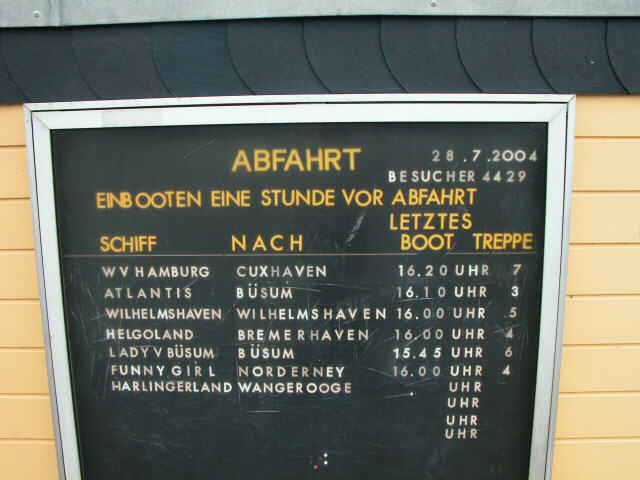 ABFAHRT 28.7.2004
BESUCHER 4429
EINBOOTEN EINE STUNDE VOR ABFAHRT
LETZTES
SCHIFF NACH BOOT TREPPE
WV HAMBURG CUXHAVEN 16.20 UHR 7
ATLANTIS BÜSUM 16.10 UHR 3
WILHELMSHAVEN WILHELMSHAVEN 16.00 UHR 5
HELGOLAND BREMERHAVEN 16.00 UHR 4
LADY V BÜSUM BÜSUM 15.45 UHR 6
FUNNY GIRL NORDERNEY 16.00 UHR 4
HARLINGERLAND WANGEROOGE UHR
UHR
UHR
UHR